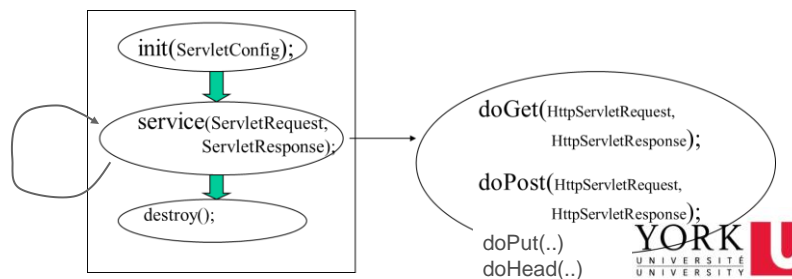 init(ServletConfig);
service(ServletRequest,
ServletResponse);
destroy();
doGet(HttpServletRequest,
HttpServletResponse);
doPost(HttpServletRequest,
HttpServletResponse);
doPut(..)
doHead(..)
YORK U
UNIVERSITÉ
UNIVERSITY